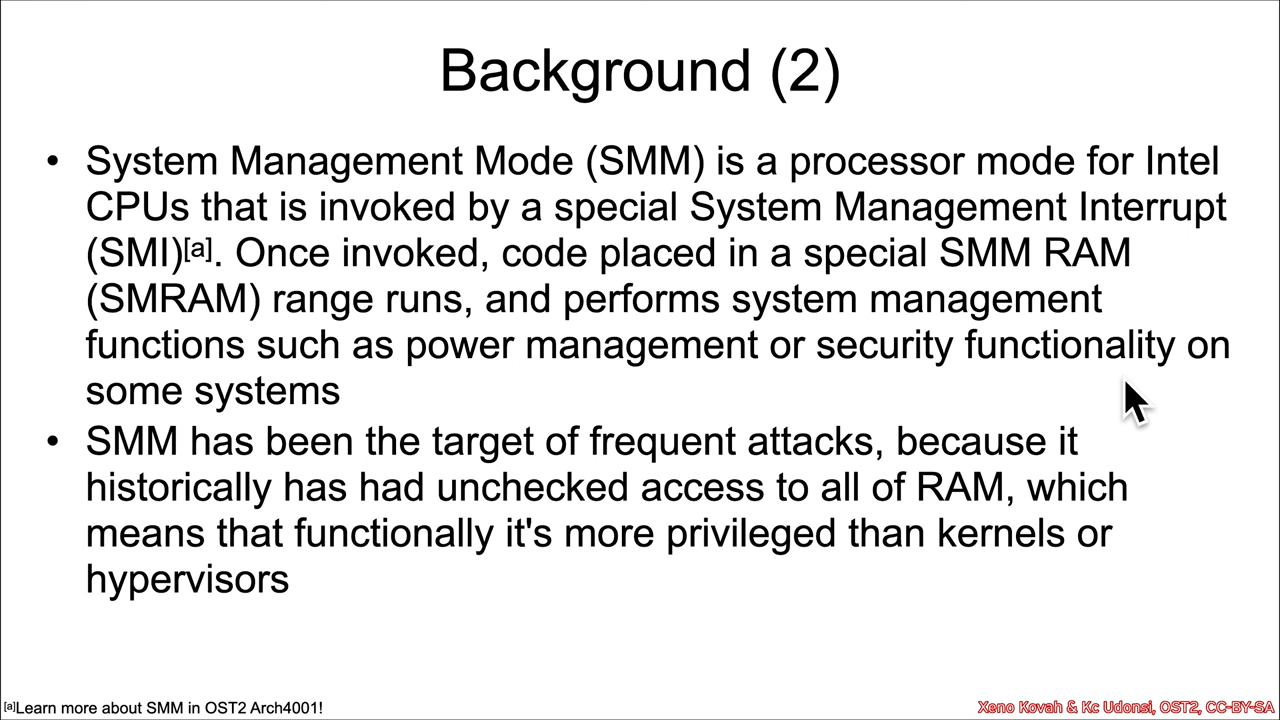 Background (2)
• System Management Mode (SMM) is a processor mode for Intel
CPUs that is invoked by a special System Management Interrupt
(SMI)[a]. Once invoked, code placed in a special SMM RAM
(SMRAM) range runs, and performs system management
functions such as power management or security functionality on
some systems
• SMM has been the target of frequent attacks, because it
historically has had unchecked access to all of RAM, which
means that functionally it's more privileged than kernels or
hypervisors
[a]Learn more about SMM in OST2 Arch4001!
Xeno Kovah & Kc Udonsi, OST2, CC-BY-SA